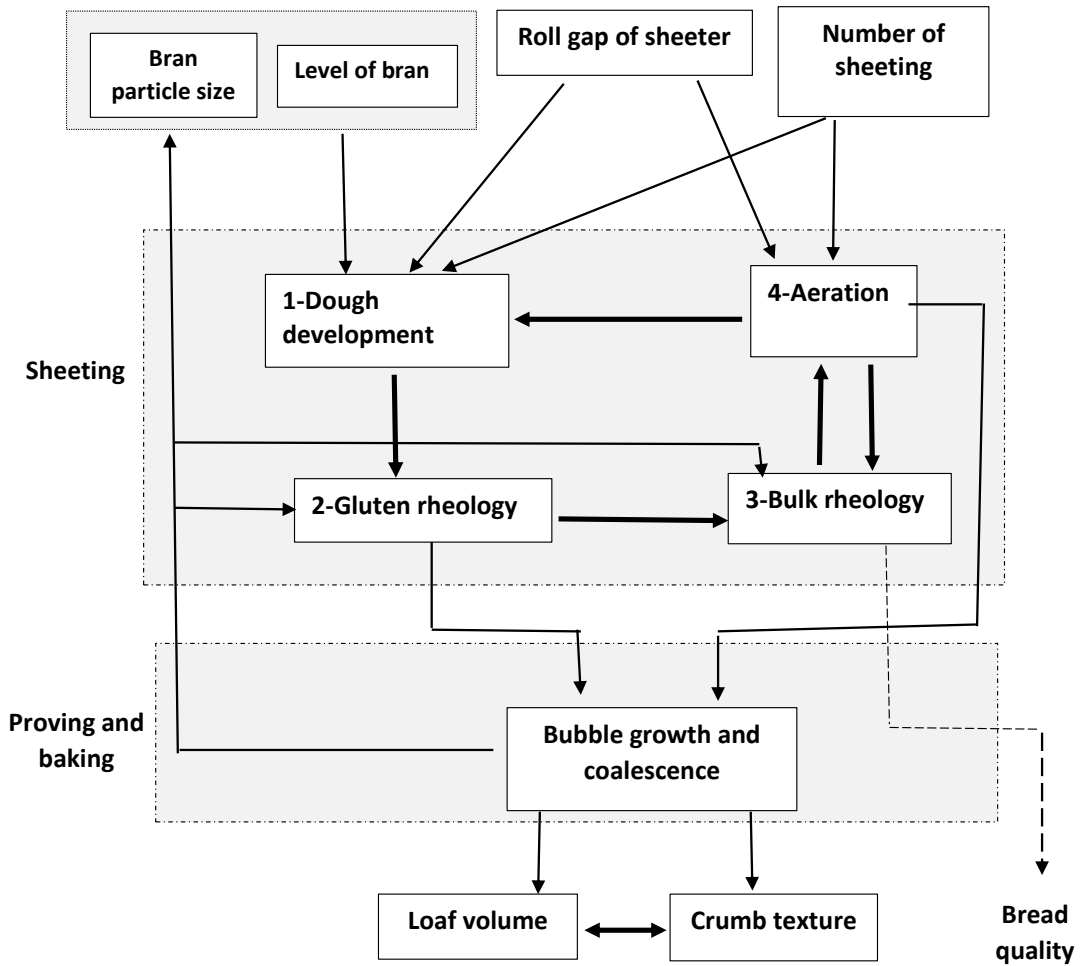 Bran
particle size
Level of bran
Roll gap of sheeter
Number of
sheeting
1-Dough
development
4-Aeration
Sheeting
2-Gluten rheology
3-Bulk rheology
Proving and
baking
Bubble growth and
coalescence
Loaf volume
Crumb texture
Bread
quality